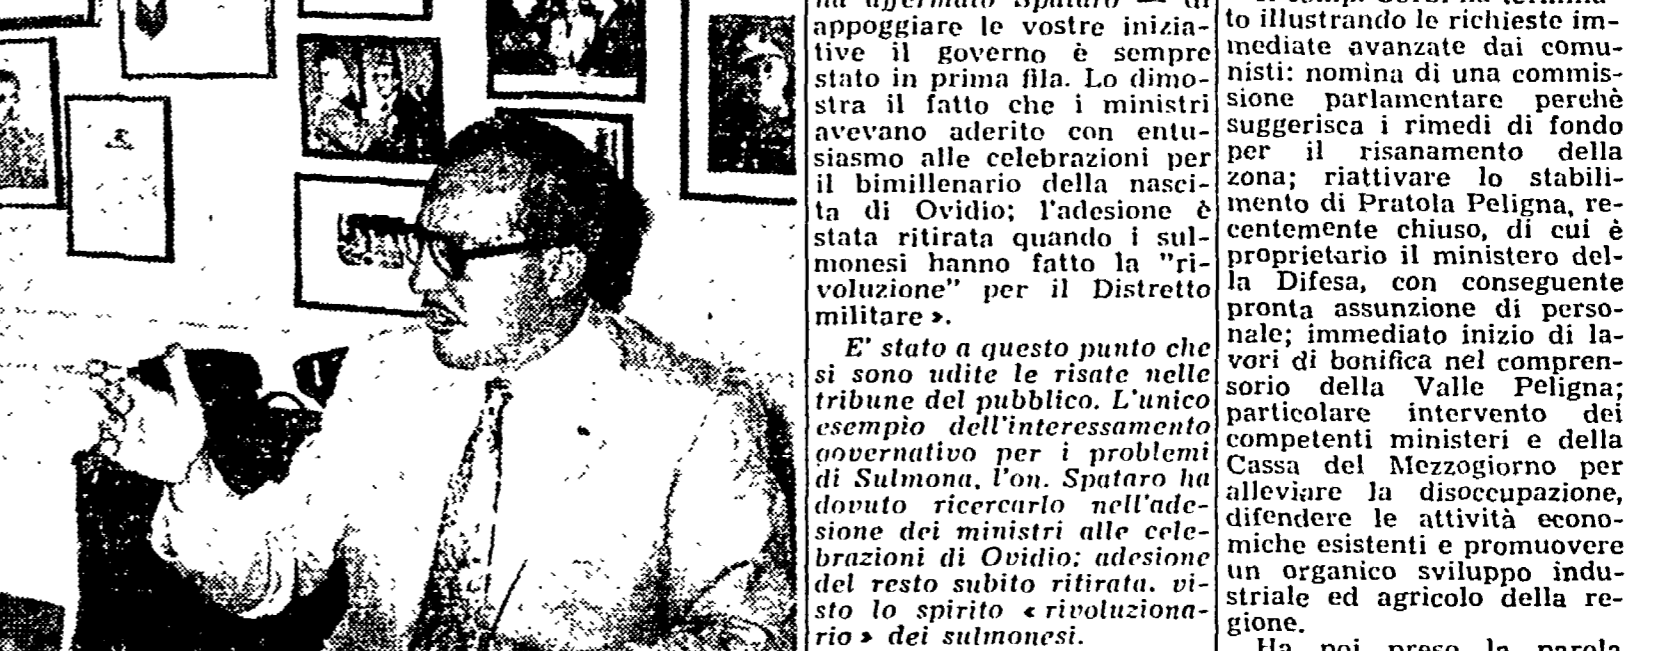 ha affermato Spataro — di
appoggiare le vostre inizia-
tive il governo è sempre
stato in prima fila. Lo dimo-
stra il fatto che i ministri
avevano aderito con entu-
siasmo alle celebrazioni per
il bimillenario della nasci-
ta di Ovidio; l'adesione è
stata ritirata quando i sul-
monesi hanno fatto la "ri-
voluzione" per il Distretto
militare ».
E' stato a questo punto che
si sono udite le risate nelle
tribune del pubblico. L'unico
esempio dell'interessamento
governativo per i problemi
di Sulmona, l'on. Spataro ha
dovuto ricercarlo nell'ade-
sione dei ministri alle cele-
brazioni di Ovidio: adesione
del resto subito ritirata, vi-
sto lo spirito « rivoluziona-
rio » dei sulmonesi.
to illustrando le richieste im-
mediate avanzate dai comu-
nisti: nomina di una commis-
sione parlamentare perchè
suggerisca i rimedi di fondo
per il risanamento della
zona; riattivare lo stabili-
mento di Pratola Peligna, re-
centemente chiuso, di cui è
proprietario il ministero del-
la Difesa, con conseguente
pronta assunzione di perso-
nale; immediato inizio di la-
vori di bonifica nel compren-
sorio della Valle Peligna;
particolare intervento dei
competenti ministeri e della
Cassa del Mezzogiorno per
alleviare la disoccupazione,
difendere le attività econo-
miche esistenti e promuovere
un organico sviluppo indu-
striale ed agricolo della re-
gione.
Ha poi preso la parola